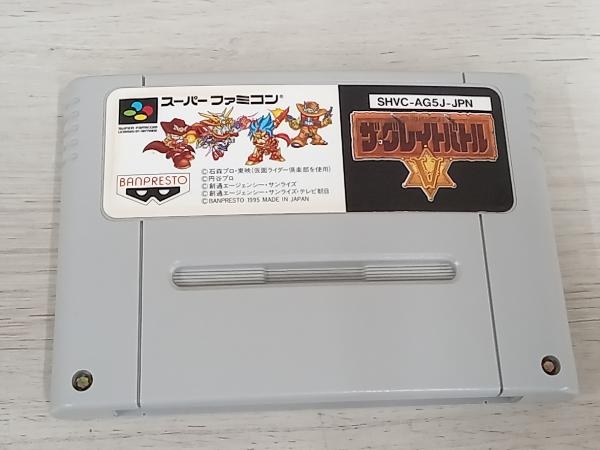 スーパーファミコン®
SUPER FAMICOM
BANPRESTO
©石森プロ・東映(仮面ライダー倶楽部を使用)
©円谷プロ
©創通エージェンシー・サンライズ
©創通エージェンシー・サンライズ・テレビ朝日
©BANPRESTO 1995 MADE IN JAPAN
SHVC-AG5J-JPN
ザ・グレイトバトル
V